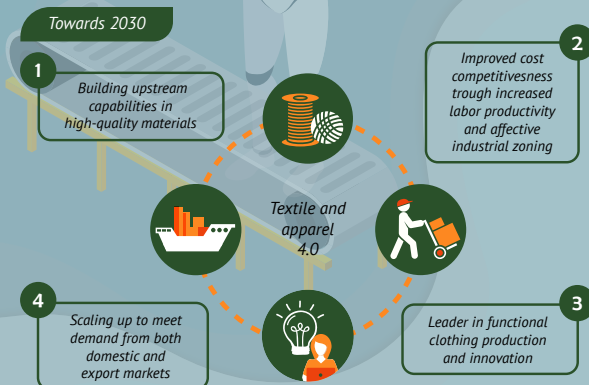 Towards 2030
1
Building upstream
capabilities in
high-quality materials
2
Improved cost
competitivesness
trough increased
labor productivity
and affective
industrial zoning
Textile and
apparel
4.0
4
Scaling up to meet
demand from both
domestic and
export markets
3
Leader in functional
clothing production
and innovation